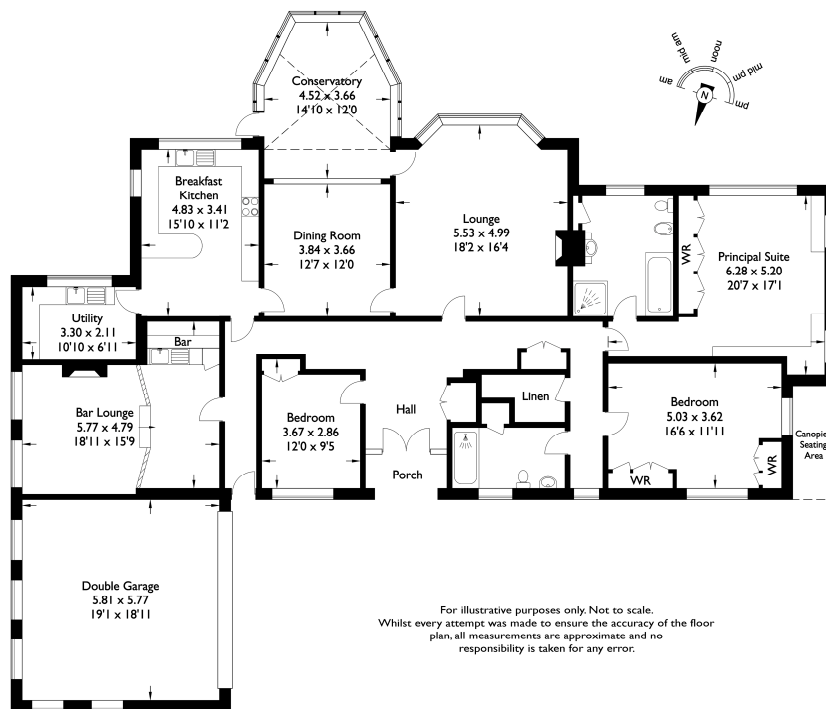 am
mid am
noon
mid pm
pm
N
Conservatory
4.52 x 3.66
14'10 x 12'0
Breakfast
Kitchen
4.83 x 3.41
15'10 x 11'2
Dining Room
3.84 x 3.66
12'7 x 12'0
Lounge
5.53 x 4.99
18'2 x 16'4
WR
Principal Suite
6.28 x 5.20
20'7 x 17'1
Utility
3.30 x 2.11
10'10 x 6'11
Bar
Bar Lounge
5.77 x 4.79
18'11 x 15'9
Bedroom
3.67 x 2.86
12'0 x 9'5
Hall
Porch
Linen
Bedroom
5.03 x 3.62
16'6 x 11'11
WR
WR
Canopie
Seating
Area
Double Garage
5.81 x 5.77
19'1 x 18'11
For illustrative purposes only. Not to scale.
Whilst every attempt was made to ensure the accuracy of the floor
plan, all measurements are approximate and no
responsibility is taken for any error.